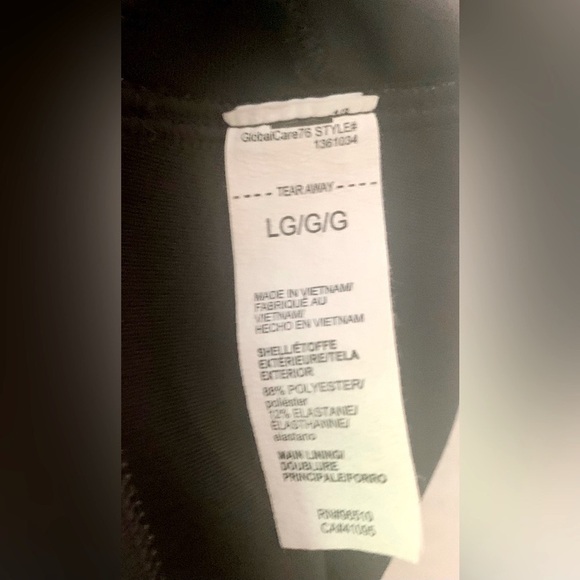 GlobalCare76 STYLE#
1361034
---- TEAR AWAY ----
LG/G/G
MADE IN VIETNAM/
FABRIQUÉ AU
VIETNAM/
HECHO EN VIETNAM
SHELL/ÉTOFFE
EXTÉRIEURE/TELA
EXTERIOR
88% POLYESTER/
poliéster
12% ELASTANE/
ÉLASTHANNE/
elastano
MAIN LINING/
DOUBLURE
PRINCIPALE/FORRO
RN#96510
CA#41095